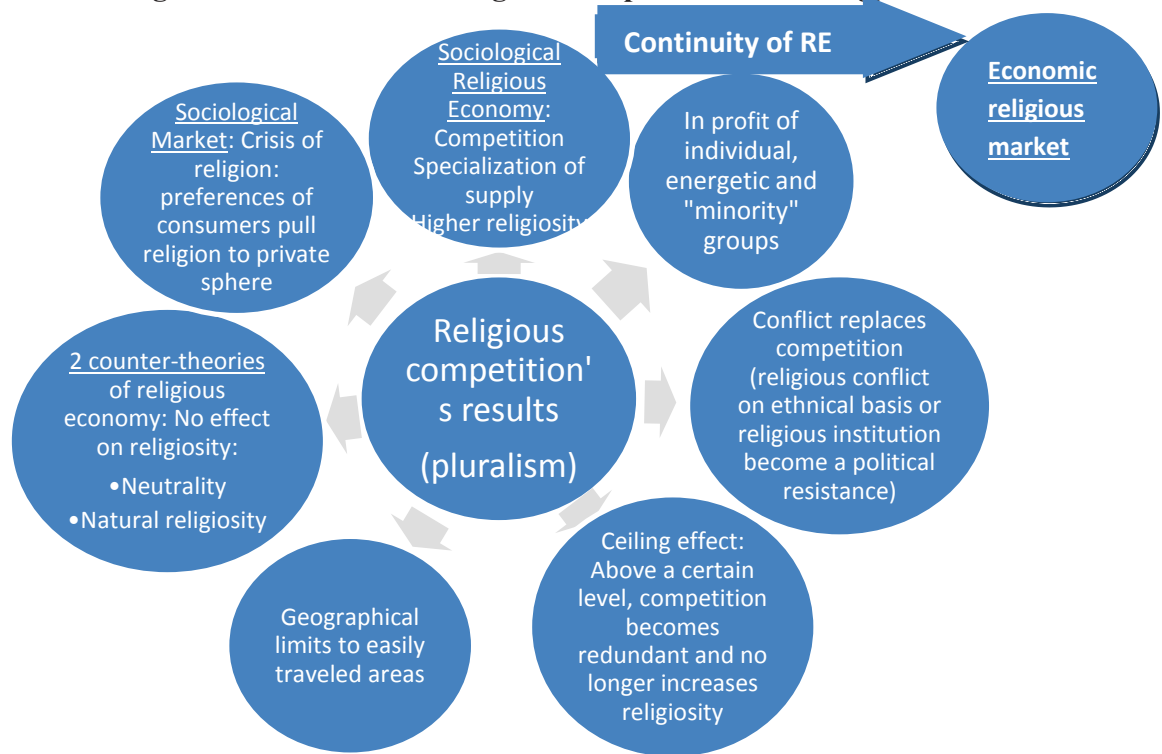 Continuity of RE
Economic
religious
market
Sociological
Religious
Economy:
Competition
Specialization of
supply
Higher religiosity
Sociological
Market: Crisis of
religion:
preferences of
consumers pull
religion to private
sphere
In profit of
individual,
energetic and
"minority"
groups
2 counter-theories
of religious
economy: No effect
on religiosity:
•Neutrality
•Natural religiosity
Religious
competition'
s results
(pluralism)
Conflict replaces
competition
(religious conflict
on ethnical basis or
religious institution
become a political
resistance)
Geographical
limits to easily
traveled areas
Ceiling effect:
Above a certain
level, competition
becomes
redundant and no
longer increases
religiosity